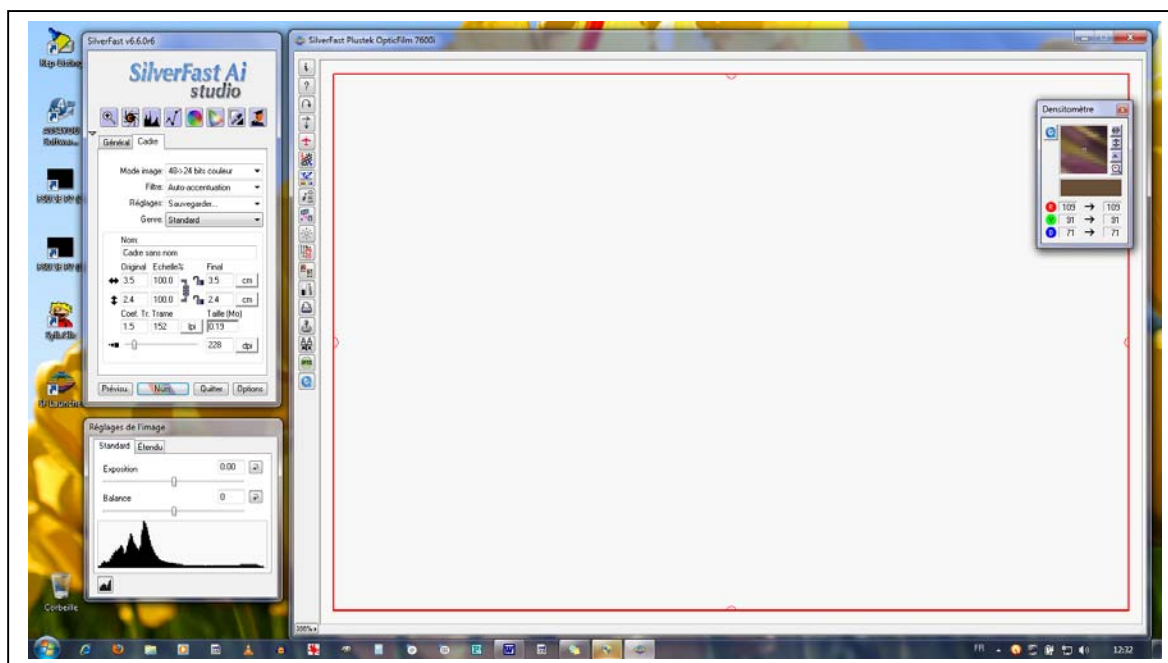 SilverFast v6.6.0r6
SilverFast Ai
studio
Général Cadre
Mode image: 48->24 bits couleur
Filtre: Auto-accentuation
Réglages: Sauvegarder...
Genre: Standard
Nom:
Cadre sans nom
Original Echelle% Final
3.5 100.0 3.5 cm
2.4 100.0 2.4 cm
Coef. Tr. Trame Taille (Mo)
1.5 152 lpi 0.19
228 dpi
Prévisu. Num. Quitter Options
Réglages de l'image
Standard Étendu
Exposition 0.00
Balance 0
Corbeille
SilverFast Plustek OpticFilm 7600i
Densitomètre
R 109 → 109
V 91 → 91
B 71 → 71
FR
12:32